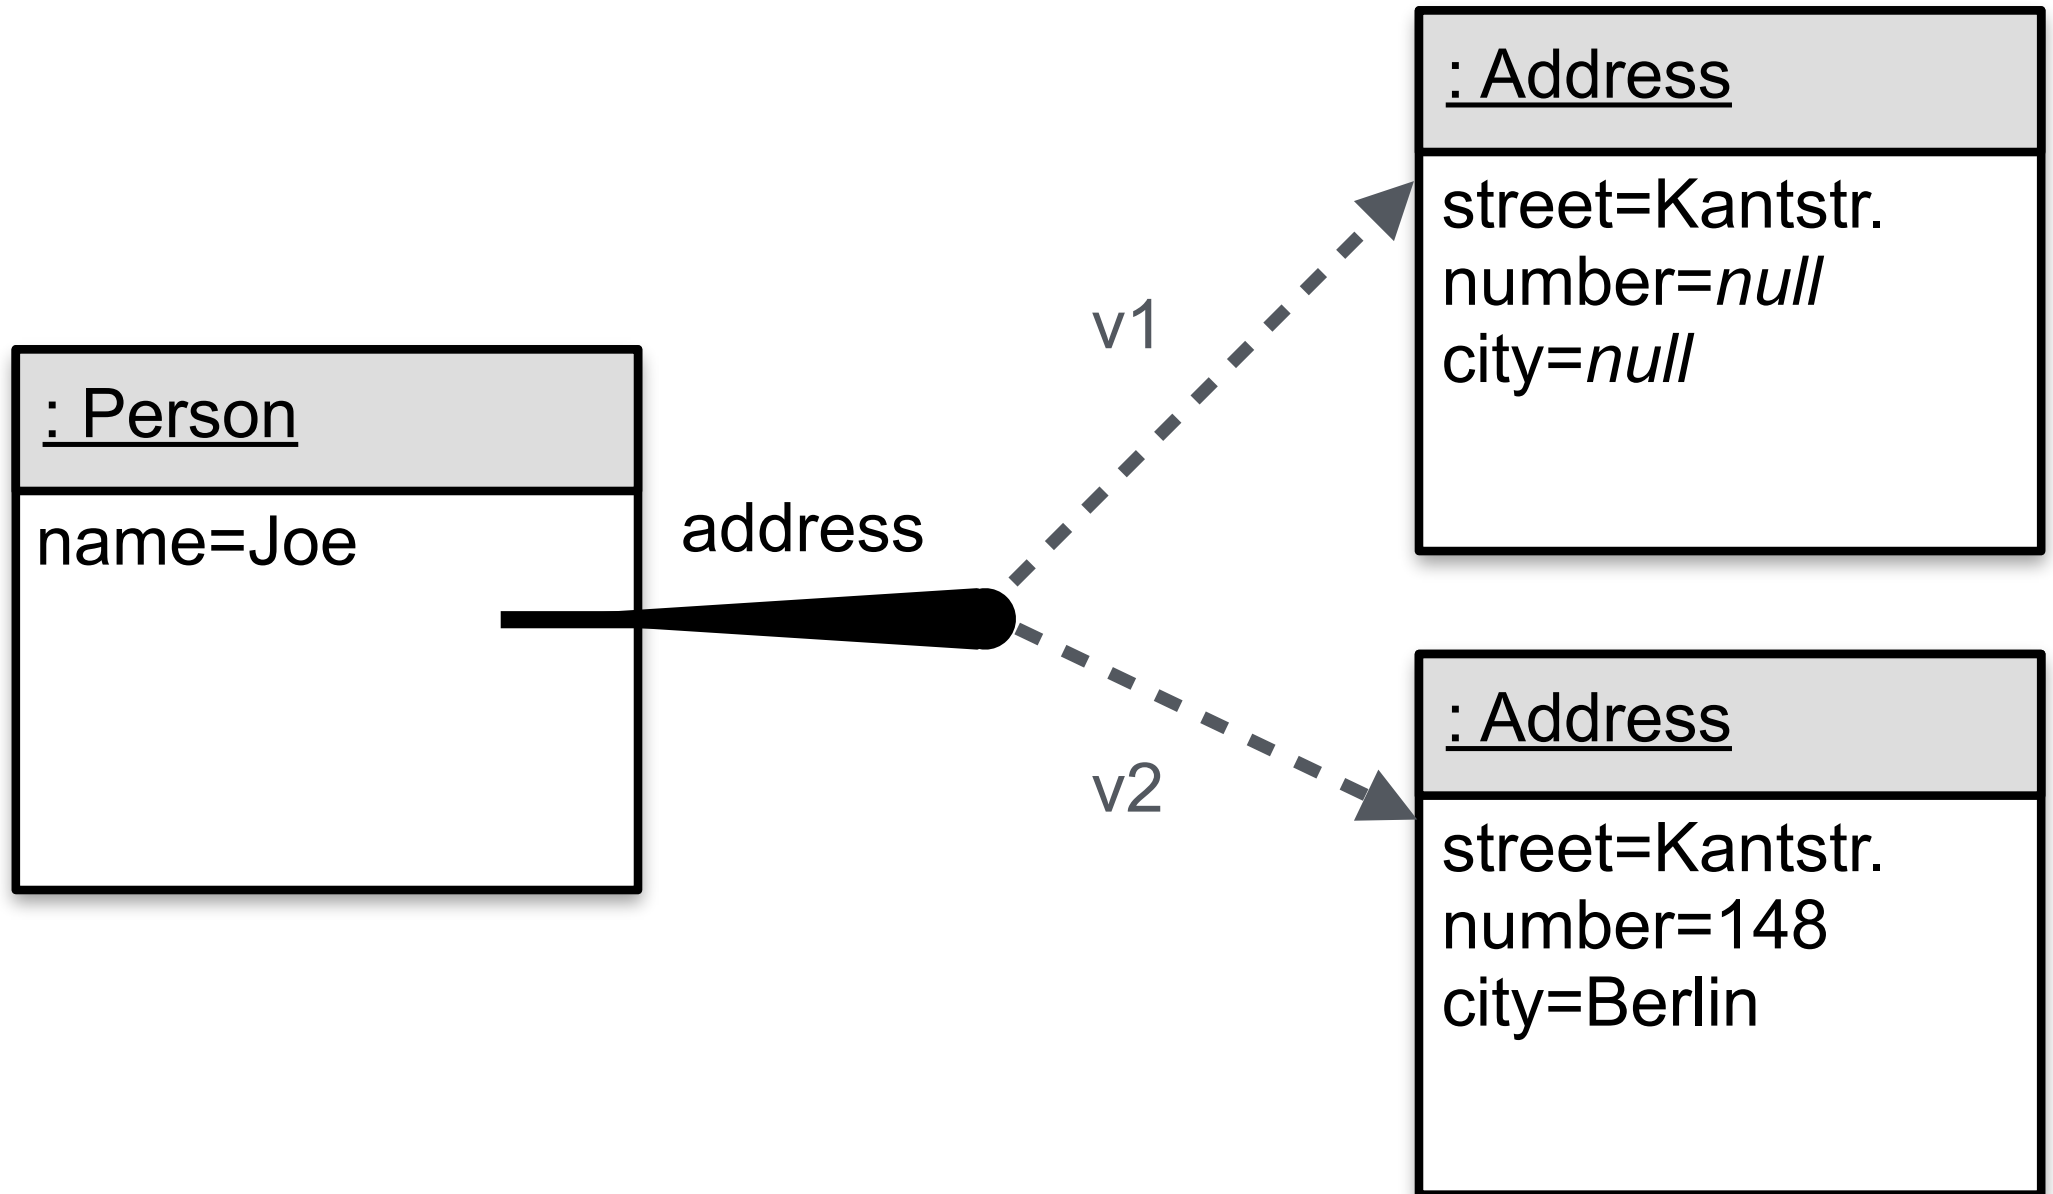 : Person
name=Joe
address
v1
v2
: Address
street=Kantstr.
number=null
city=null
: Address
street=Kantstr.
number=148
city=Berlin